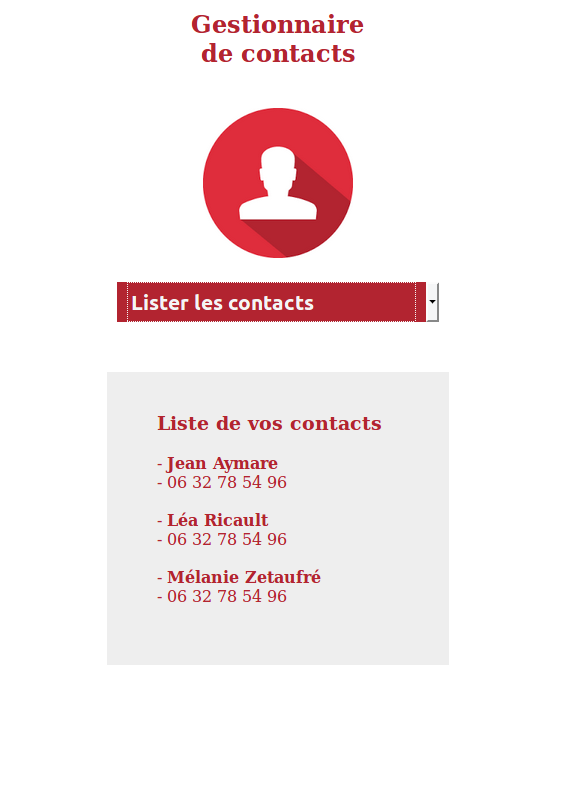 Gestionnaire
de contacts
Lister les contacts
Liste de vos contacts
- Jean Aymare
- 06 32 78 54 96
- Léa Ricault
- 06 32 78 54 96
- Mélanie Zetaufré
- 06 32 78 54 96